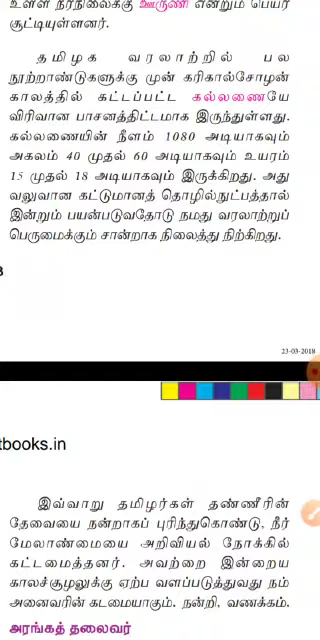 உள்ள நீர்நிலைக்கு ஊருணி என்றும் பெயர்
சூட்டியுள்ளனர்.
தமிழக வரலாற்றில் பல
நூற்றாண்டுகளுக்கு முன் கரிகால்சோழன்
காலத்தில் கட்டப்பட்ட கல்லணையே
விரிவான பாசனத்திட்டமாக இருந்துள்ளது.
கல்லணையின் நீளம் 1080 அடியாகவும்
அகலம் 40 முதல் 60 அடியாகவும் உயரம்
15 முதல் 18 அடியாகவும் இருக்கிறது. அது
வலுவான கட்டுமானத் தொழில்நுட்பத்தால்
இன்றும் பயன்படுவதோடு நமது வரலாற்றுப்
பெருமைக்கும் சான்றாக நிலைத்து நிற்கிறது.
3
23-03-2018
tbooks.in
இவ்வாறு தமிழர்கள் தண்ணீரின்
தேவையை நன்றாகப் புரிந்துகொண்டு, நீர்
மேலாண்மையை அறிவியல் நோக்கில்
கட்டமைத்தனர். அவற்றை இன்றைய
காலச்சூழலுக்கு ஏற்ப வளப்படுத்துவது நம்
அனைவரின் கடமையாகும். நன்றி, வணக்கம்.
அரங்கத் தலைவர்